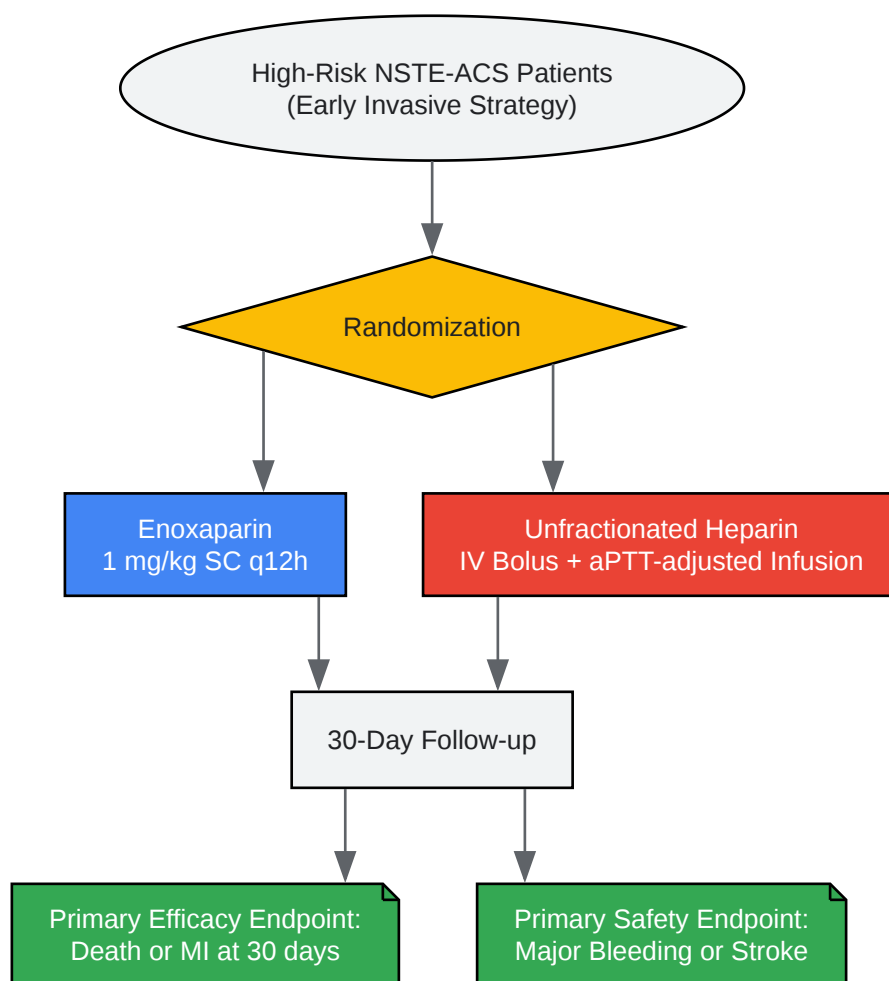 High-Risk NSTE-ACS Patients
(Early Invasive Strategy)
Randomization
Enoxaparin
1 mg/kg SC q12h
Unfractionated Heparin
IV Bolus + aPTT-adjusted Infusion
30-Day Follow-up
Primary Efficacy Endpoint:
Death or MI at 30 days
Primary Safety Endpoint:
Major Bleeding or Stroke